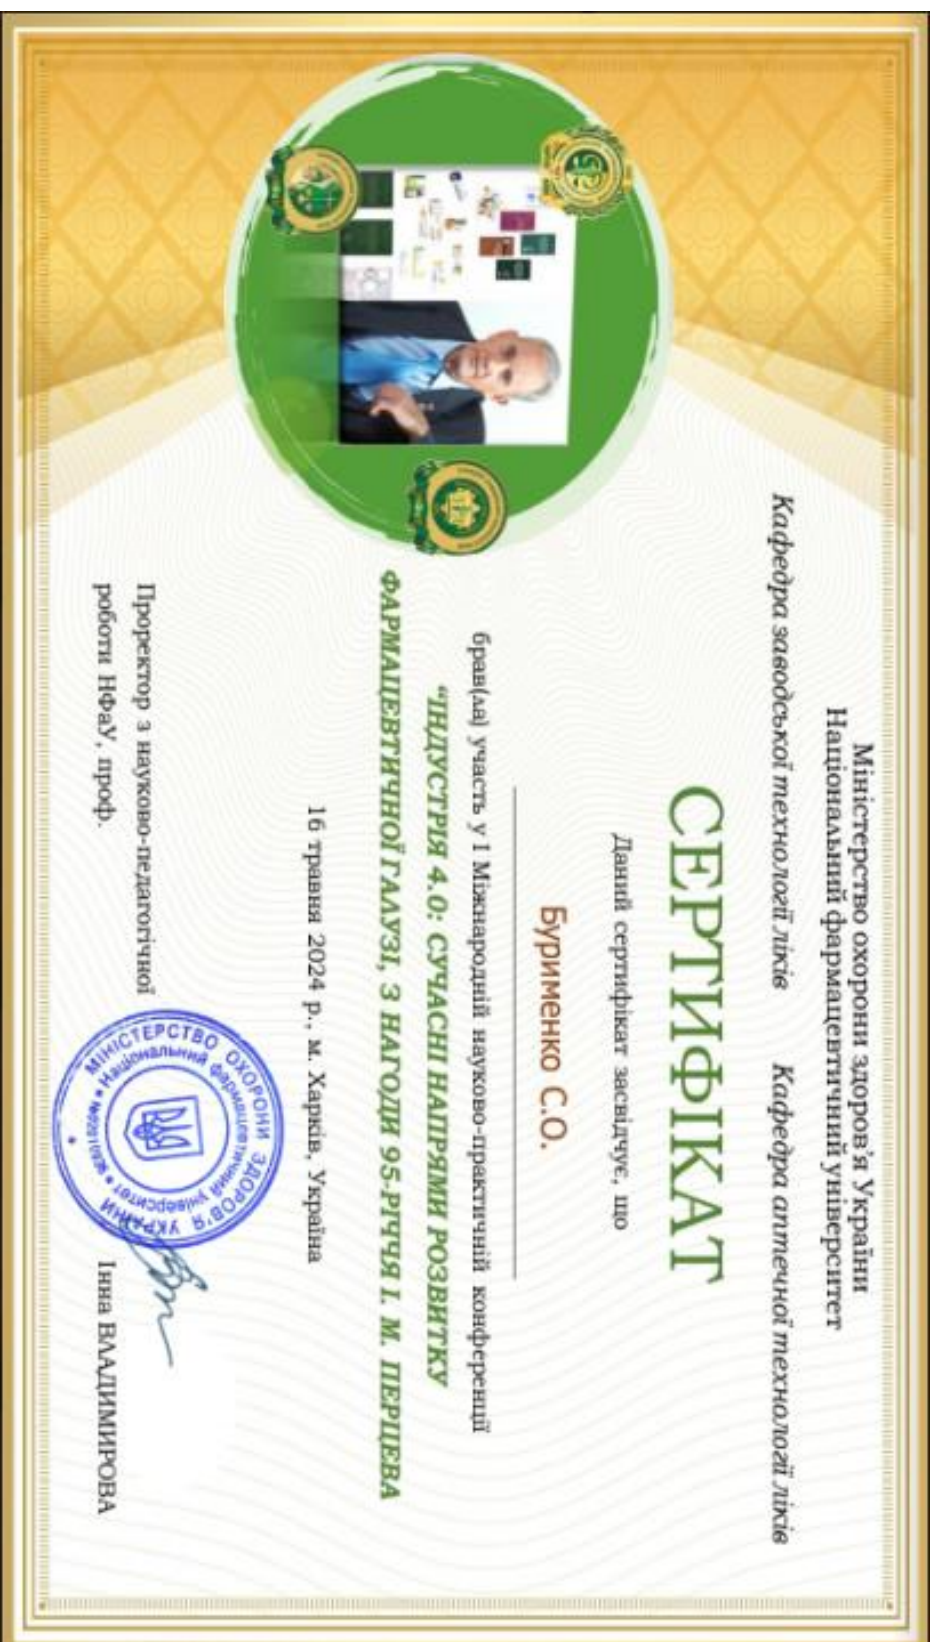 Міністерство охорони здоров'я України
Національний фармацевтичний університет
Кафедра заводської технології ліків Кафедра аптечної технології ліків
СЕРТИФІКАТ
Даний сертифікат засвідчує, що
Бурименко С.О.
брав(ла) участь у І Міжнародній науково-практичній конференції
“ІНДУСТРІЯ 4.0: СУЧАСНІ НАПРЯМИ РОЗВИТКУ
ФАРМАЦЕВТИЧНОЇ ГАЛУЗІ, З НАГОДИ 95-РІЧЧЯ І. М. ПЕРЦЕВА
16 травня 2024 р., м. Харків, Україна
Проректор з науково-педагогічної
роботи НФаУ, проф.
Інна ВЛАДИМИРОВА
МІНІСТЕРСТВО ОХОРОНИ ЗДОРОВ'Я УКРАЇНИ
Національний фармацевтичний університет